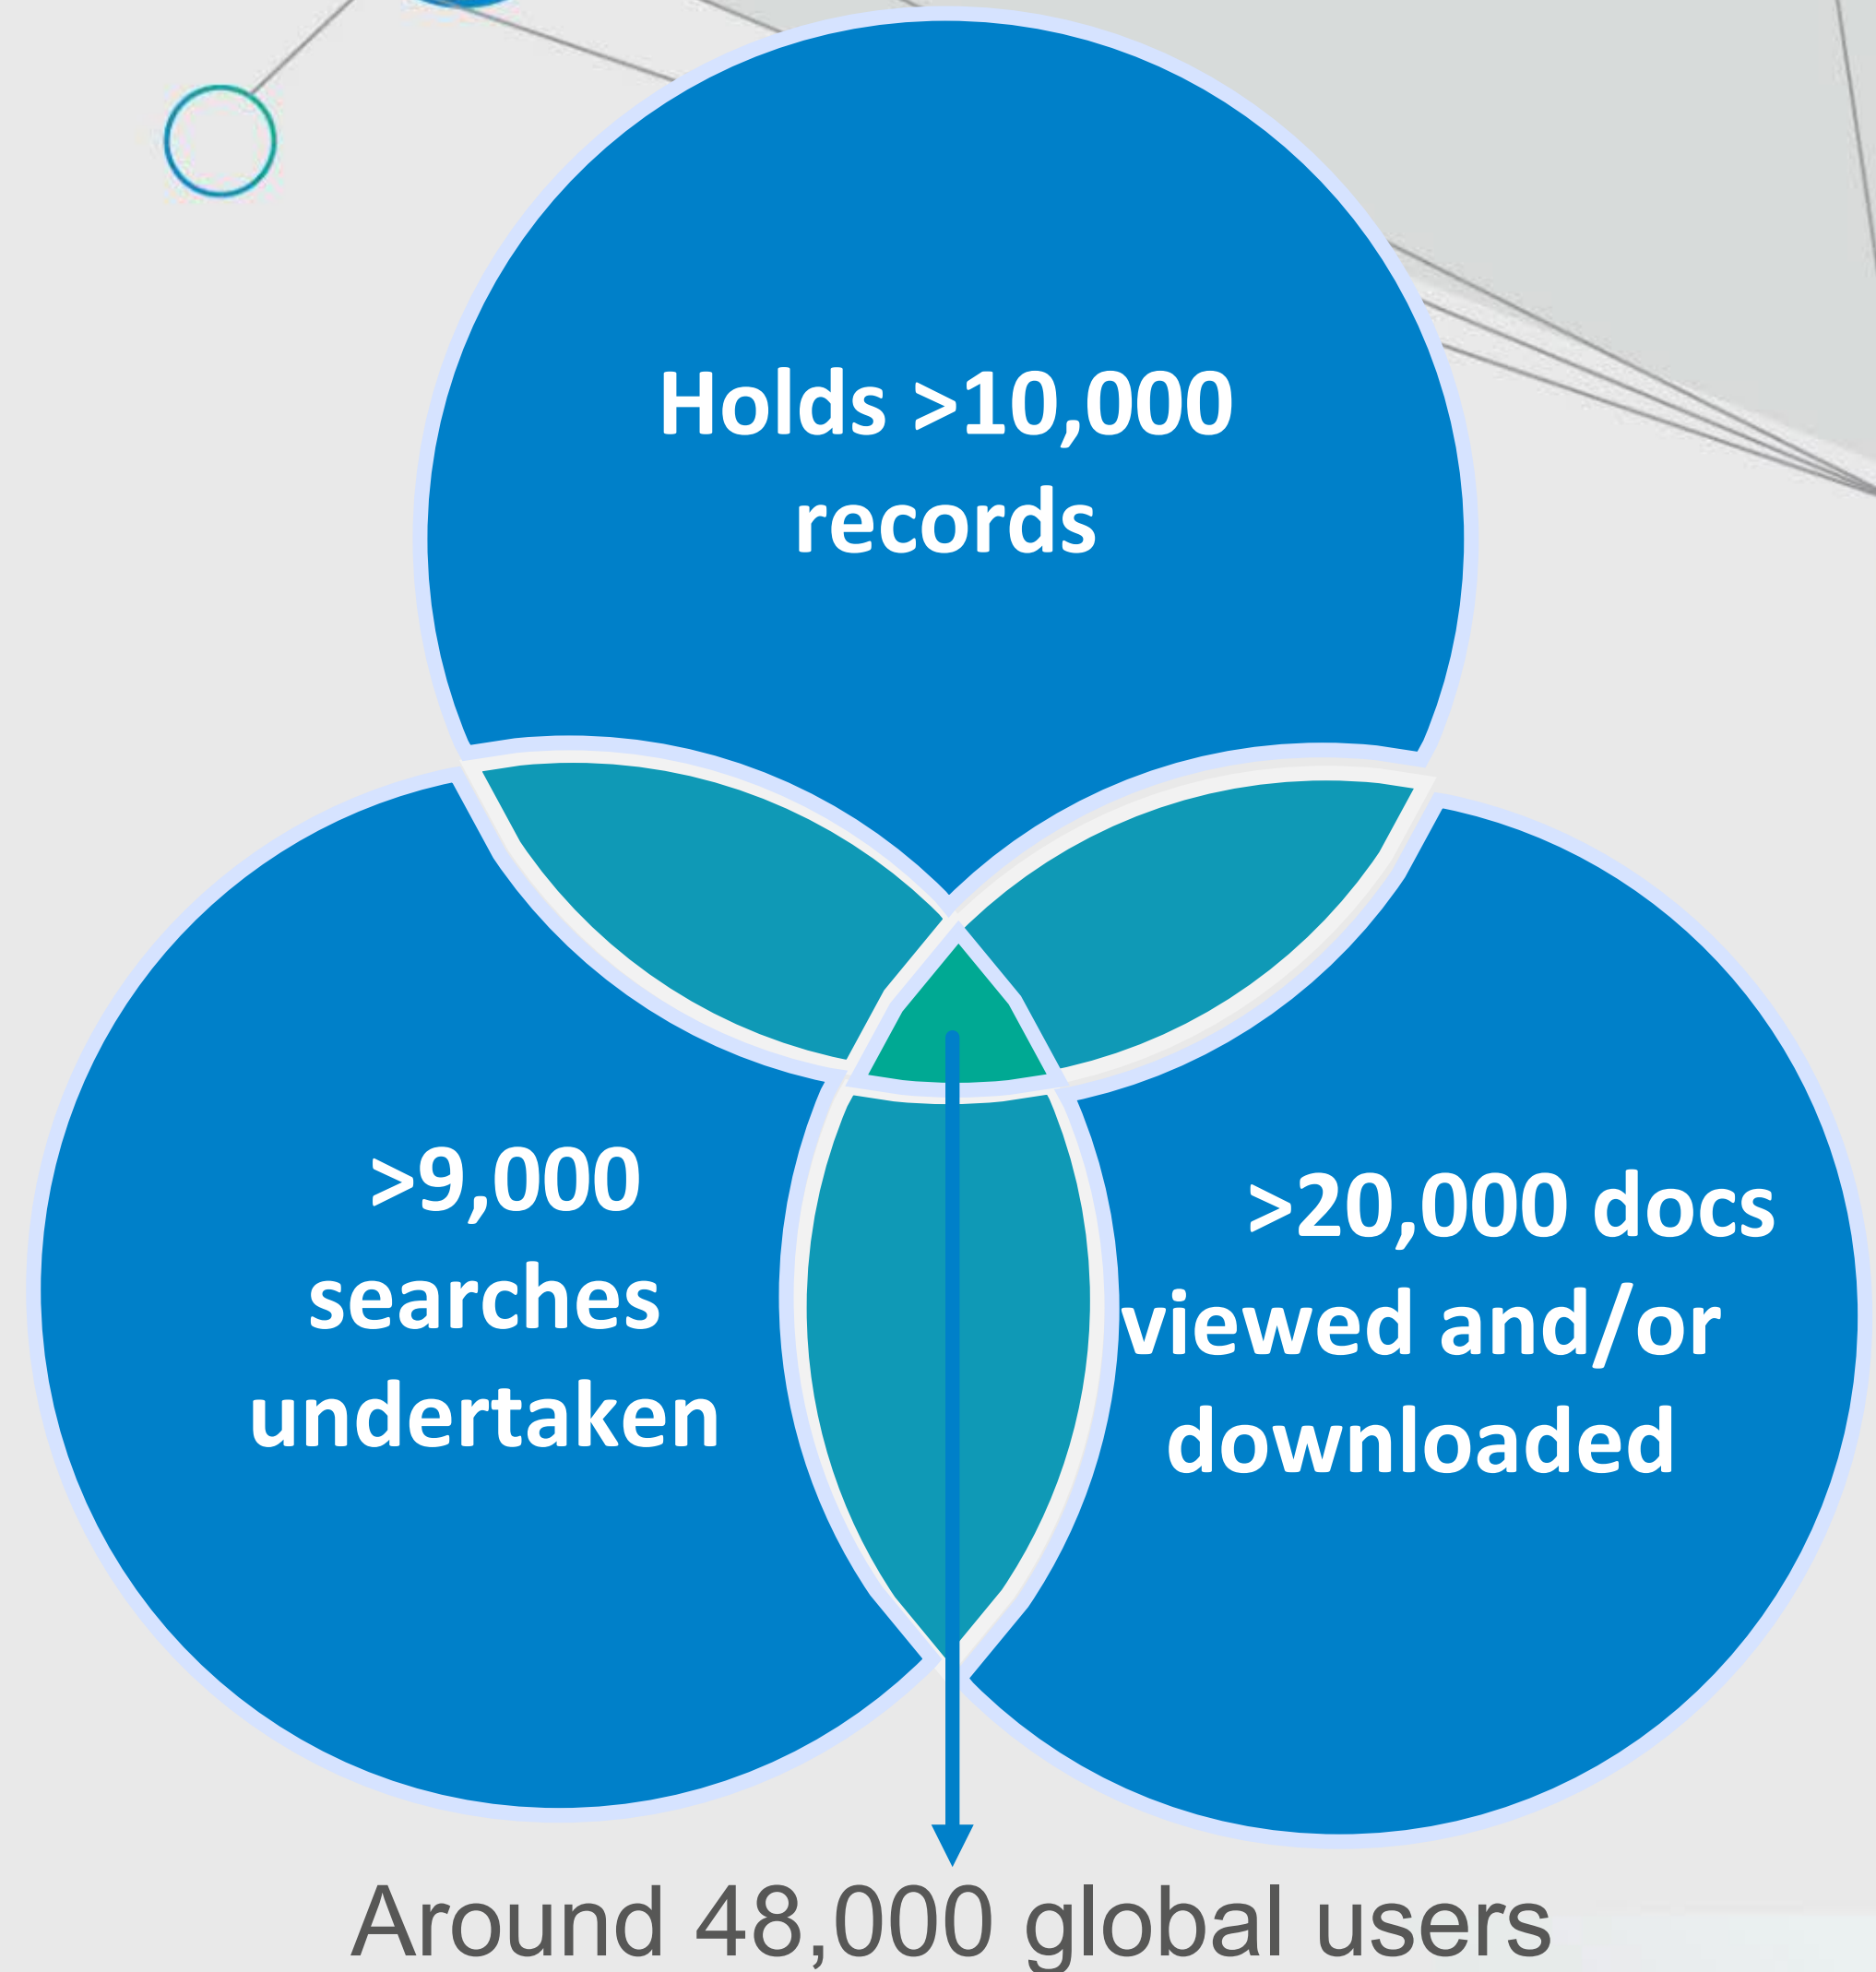 Holds >10,000
records
>9,000
searches
undertaken
>20,000 docs
viewed and/or
downloaded
Around 48,000 global users